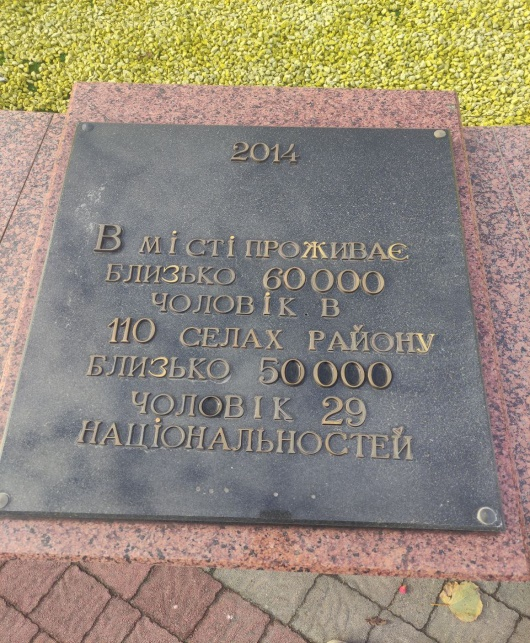 2014
В місті проживає
близько 60000
чоловік в
110 селах району
близько 50000
чоловік 29
національностей